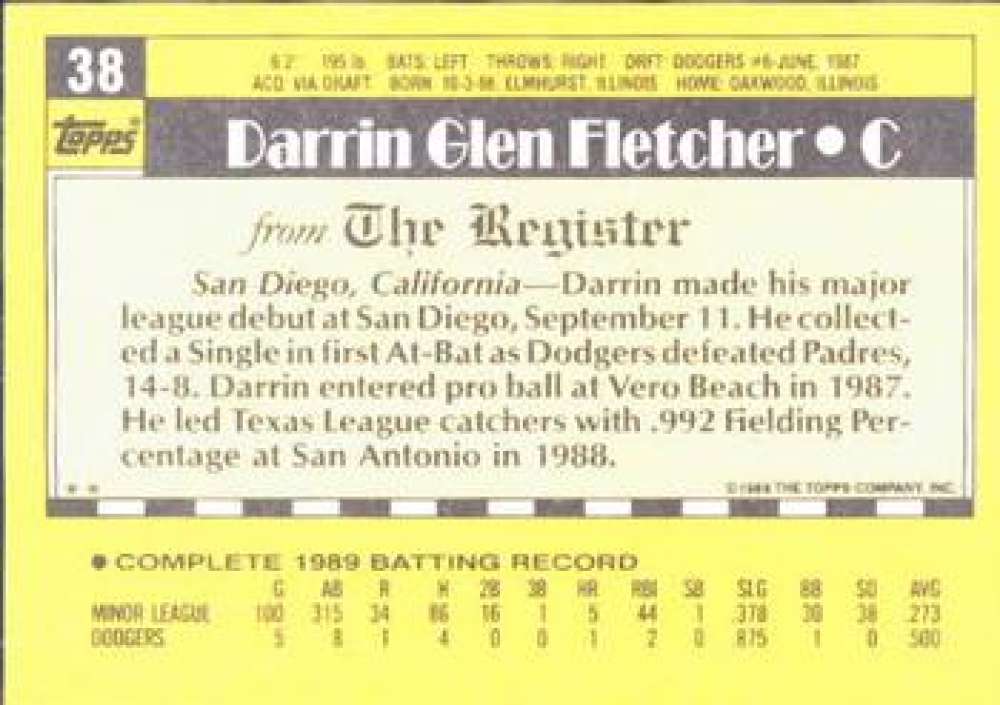 38
6'2" 195 lb. BATS: LEFT THROWS: RIGHT DRFT: DODGERS #6-JUNE, 1987
ACQ: VIA DRAFT BORN: 10-3-66, ELMHURST, ILLINOIS HOME: OAKWOOD, ILLINOIS
topps®
Darrin Glen Fletcher • C
from The Register
San Diego, California—Darrin made his major
league debut at San Diego, September 11. He collect-
ed a Single in first At-Bat as Dodgers defeated Padres,
14-8. Darrin entered pro ball at Vero Beach in 1987.
He led Texas League catchers with .992 Fielding Per-
centage at San Antonio in 1988.
* * © THE TOPPS COMPANY, INC.
• COMPLETE 1989 BATTING RECORD
G AB R H 2B 3B HR RBI SB SLG BB SO AVG
MINOR LEAGUE 100 315 34 86 16 1 5 44 1 .378 30 38 .273
DODGERS 5 8 1 4 0 0 1 2 0 .875 1 0 .500